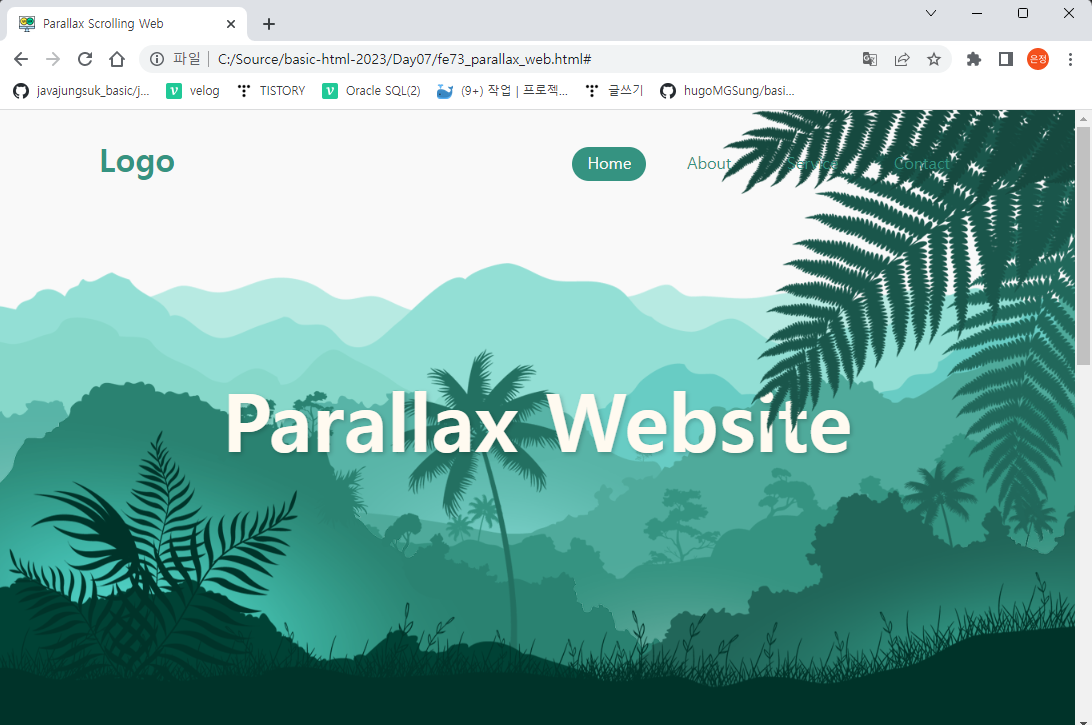 Parallax Scrolling Web
파일 C:/Source/basic-html-2023/Day07/fe73_parallax_web.html#
은정
javajungsuk_basic/j... velog TISTORY Oracle SQL(2) (9+) 작업 | 프로젝... 글쓰기 hugoMGSung/basi...
Logo Home About Service Contact
Parallax Website